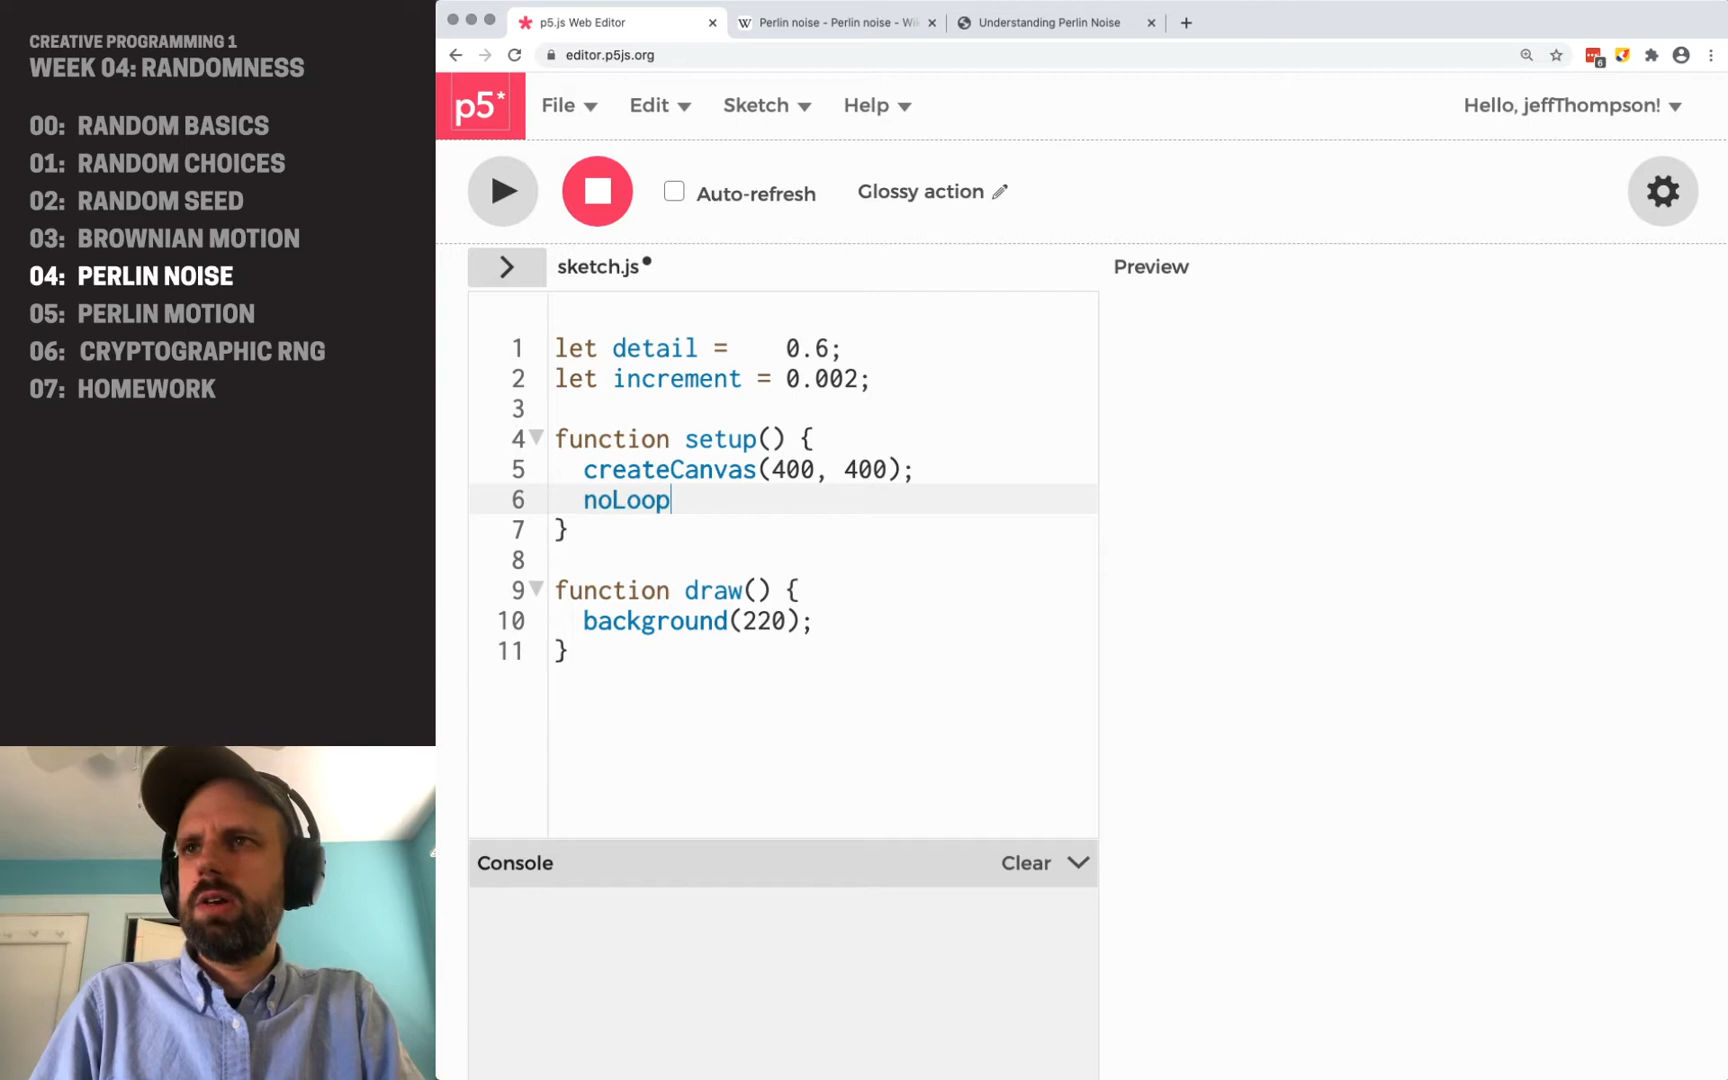 CREATIVE PROGRAMMING 1
WEEK 04: RANDOMNESS
00: RANDOM BASICS
01: RANDOM CHOICES
02: RANDOM SEED
03: BROWNIAN MOTION
04: PERLIN NOISE
05: PERLIN MOTION
06: CRYPTOGRAPHIC RNG
07: HOMEWORK
p5.js Web Editor
Perlin noise - Perlin noise - Wi
Understanding Perlin Noise
editor.p5js.org
6
p5*
File
Edit
Sketch
Help
Hello, jeffThompson!
Auto-refresh
Glossy action
sketch.js
Preview
1 let detail =    0.6;
2 let increment = 0.002;
3
4 function setup() {
5   createCanvas(400, 400);
6   noLoop
7 }
8
9 function draw() {
10   background(220);
11 }
Console
Clear